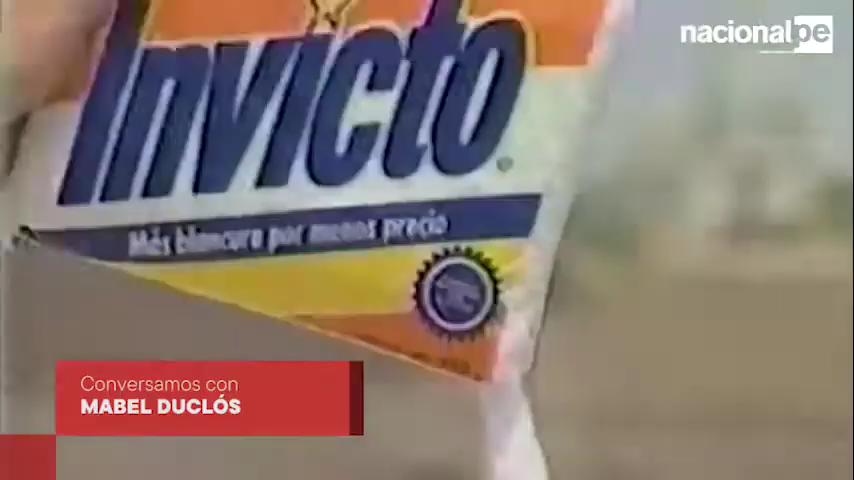 nacionalpe
Invicto
Más blancura por menos precio
Conversamos con
MABEL DUCLÓS